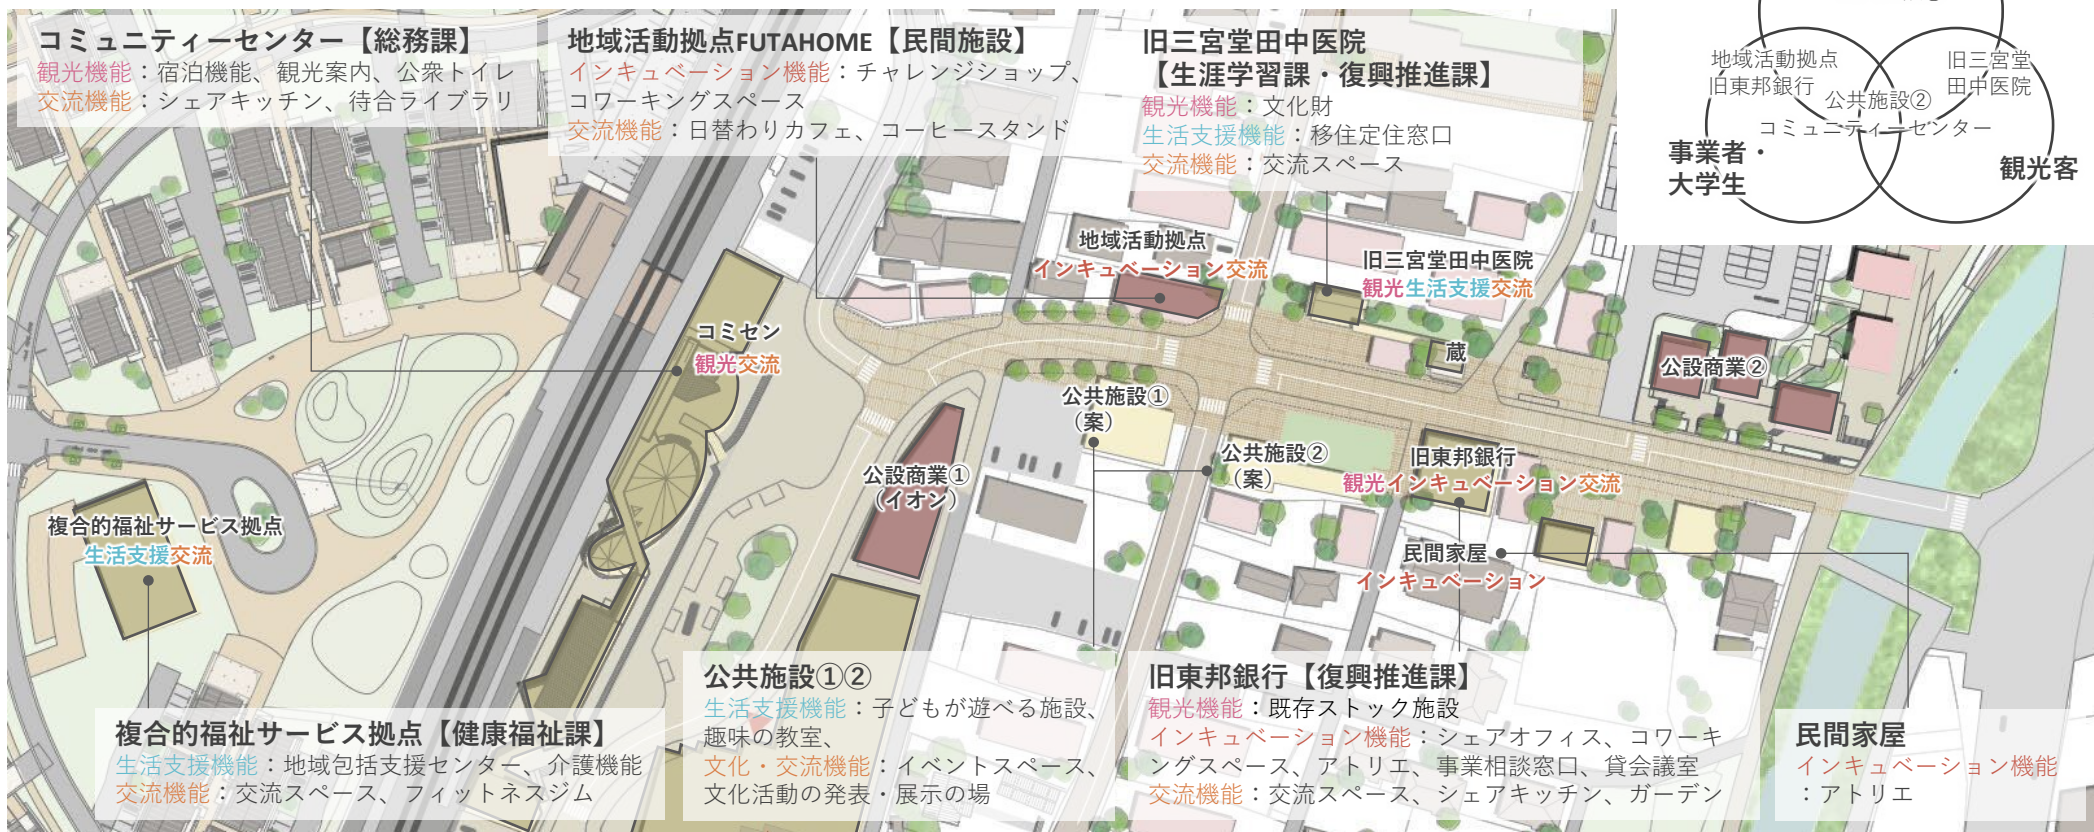 コミュニティーセンター【総務課】
観光機能：宿泊機能、観光案内、公衆トイレ
交流機能：シェアキッチン、待合ライブラリ
地域活動拠点FUTAHOME【民間施設】
インキュベーション機能：チャレンジショップ、
コワーキングスペース
交流機能：日替わりカフェ、コーヒースタンド
旧三宮堂田中医院
【生涯学習課・復興推進課】
観光機能：文化財
生活支援機能：移住定住窓口
交流機能：交流スペース
地域活動拠点
旧東邦銀行
旧三宮堂
田中医院
公共施設②
コミュニティーセンター
事業者・
大学生
観光客
地域活動拠点
インキュベーション交流
旧三宮堂田中医院
観光生活支援交流
コミセン
観光交流
蔵
公設商業②
公共施設①
（案）
公共施設②
（案）
旧東邦銀行
観光インキュベーション交流
公設商業①
（イオン）
複合的福祉サービス拠点
生活支援交流
民間家屋
インキュベーション
複合的福祉サービス拠点【健康福祉課】
生活支援機能：地域包括支援センター、介護機能
交流機能：交流スペース、フィットネスジム
公共施設①②
生活支援機能：子どもが遊べる施設、
趣味の教室、
文化・交流機能：イベントスペース、
文化活動の発表・展示の場
旧東邦銀行【復興推進課】
観光機能：既存ストック施設
インキュベーション機能：シェアオフィス、コワーキ
ングスペース、アトリエ、事業相談窓口、貸会議室
交流機能：交流スペース、シェアキッチン、ガーデン
民間家屋
インキュベーション機能
：アトリエ